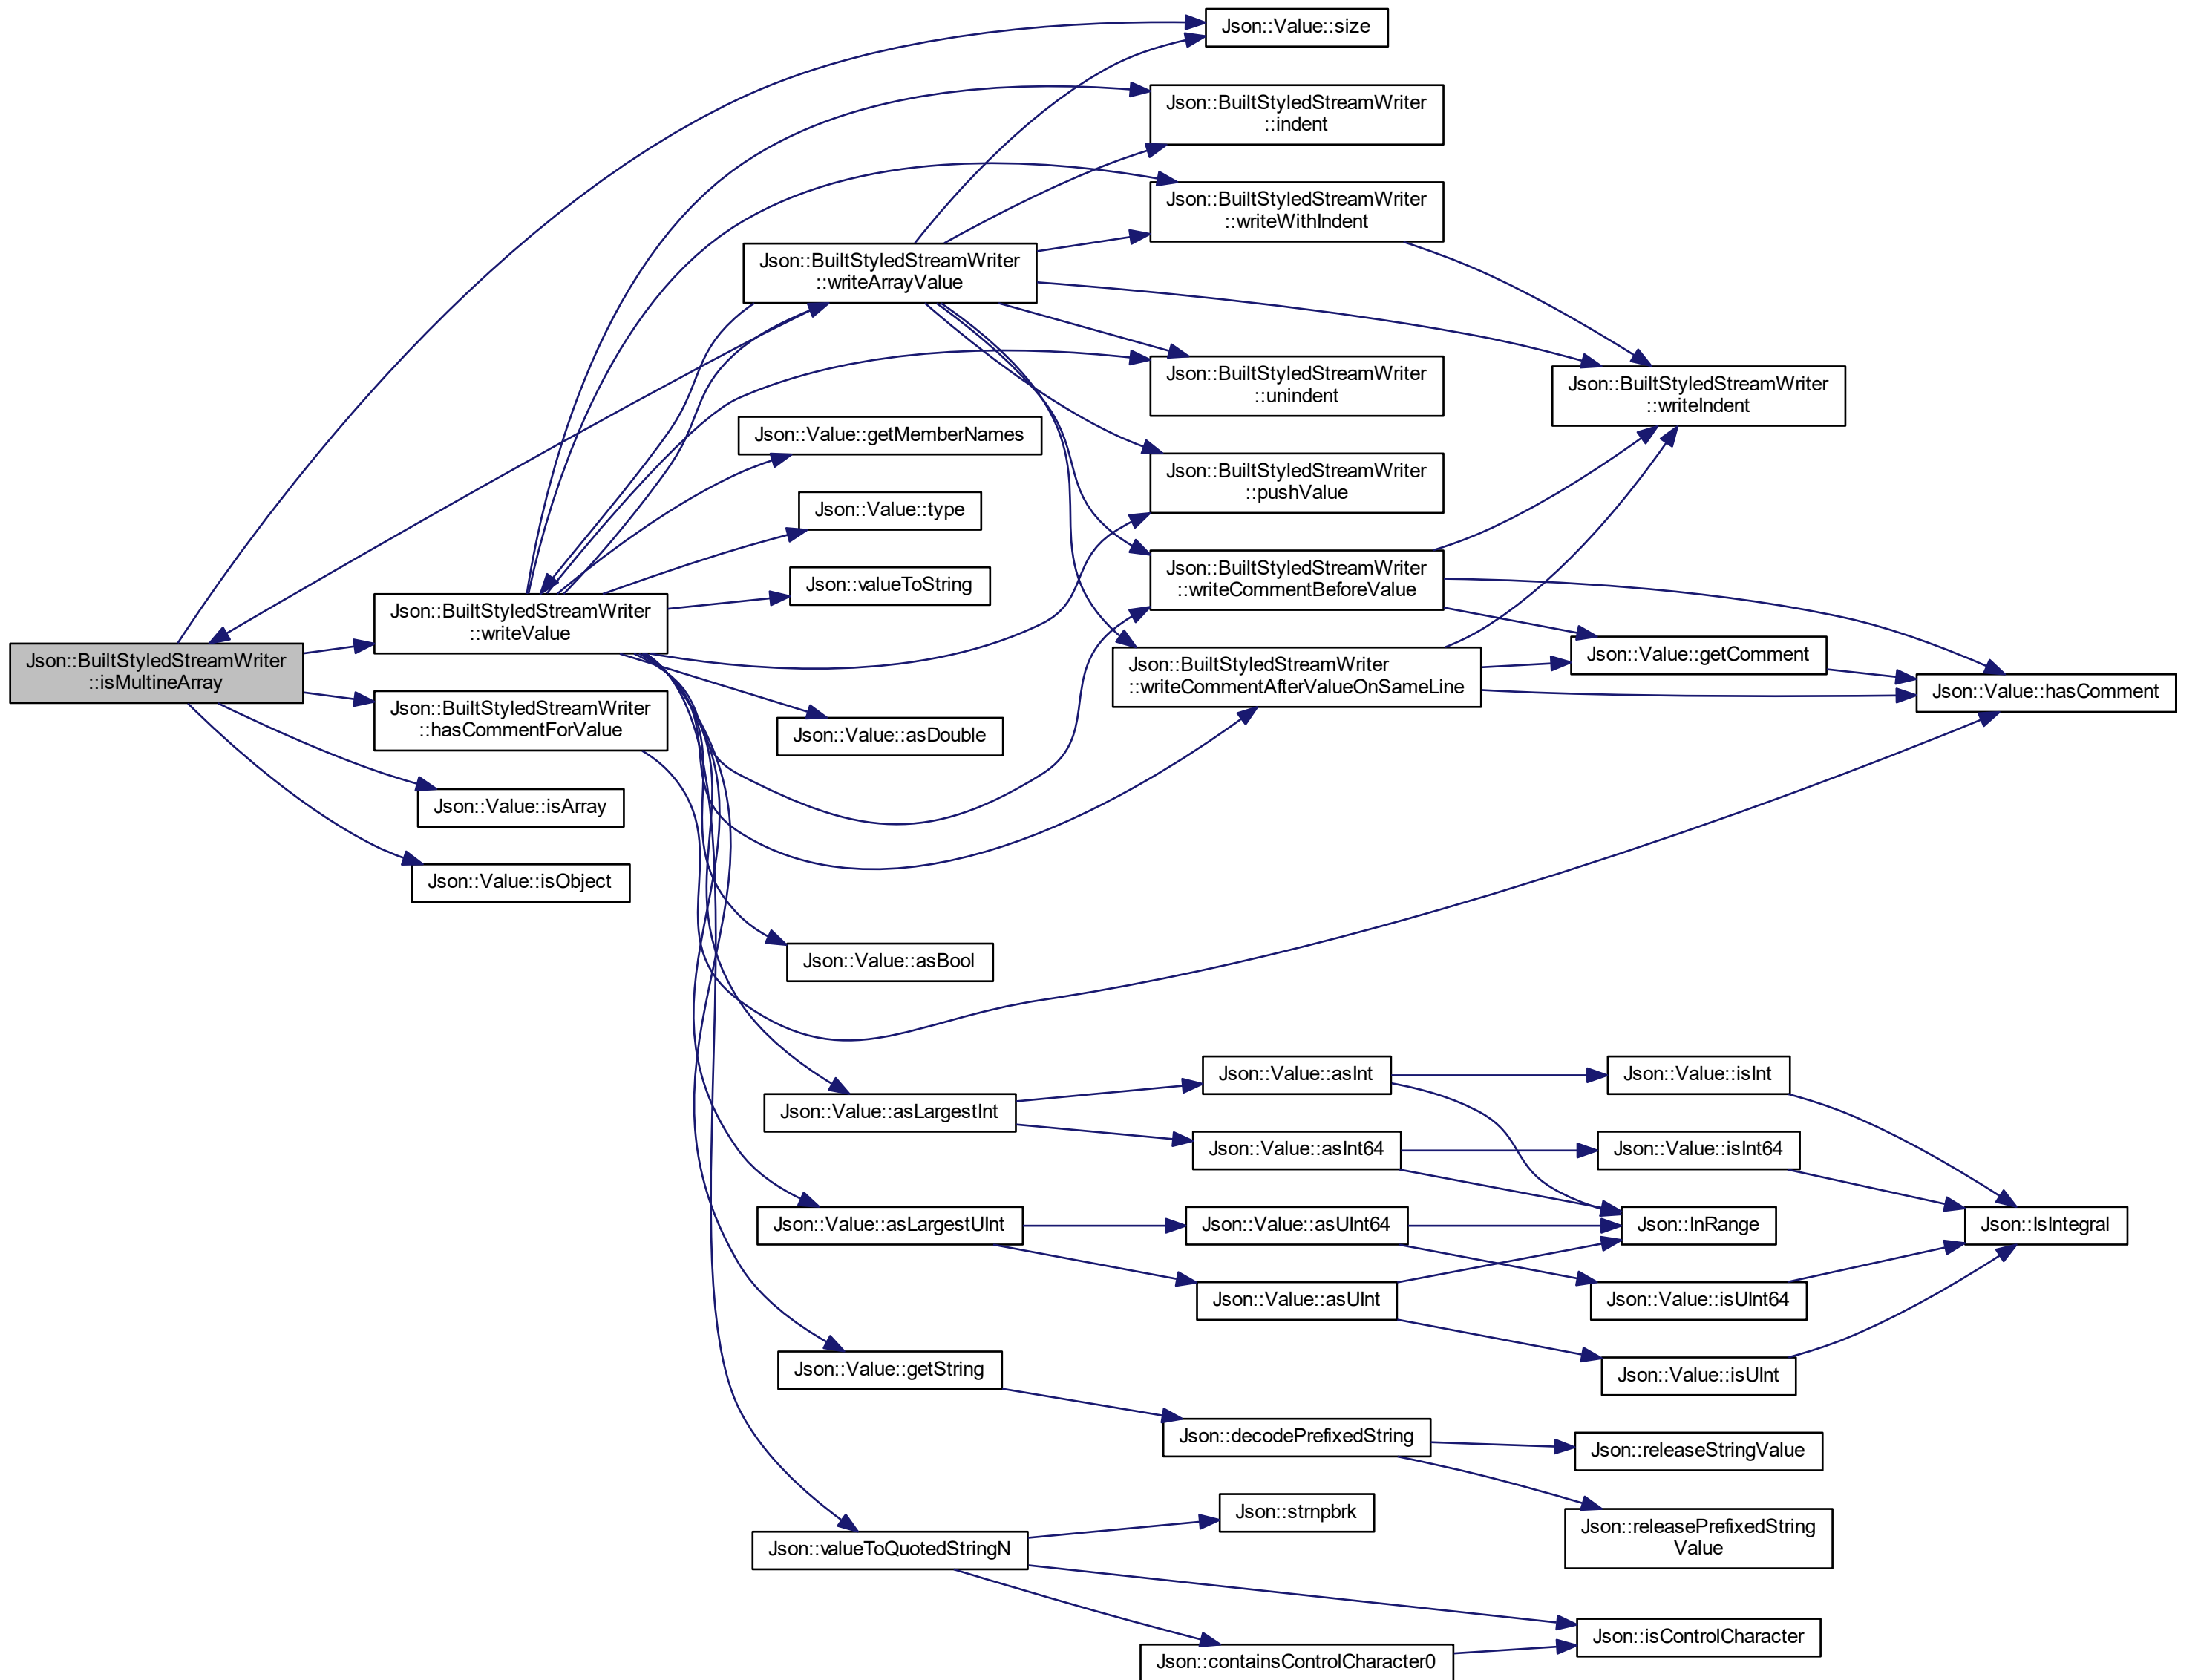 Json::Value::size
Json::BuiltStyledStreamWriter
::indent
Json::BuiltStyledStreamWriter
::writeWithIndent
Json::BuiltStyledStreamWriter
::writeArrayValue
Json::BuiltStyledStreamWriter
::unindent
Json::BuiltStyledStreamWriter
::writeIndent
Json::Value::getMemberNames
Json::BuiltStyledStreamWriter
::pushValue
Json::Value::type
Json::BuiltStyledStreamWriter
::writeCommentBeforeValue
Json::valueToString
Json::BuiltStyledStreamWriter
::writeValue
Json::BuiltStyledStreamWriter
::isMultineArray
Json::Value::getComment
Json::BuiltStyledStreamWriter
::writeCommentAfterValueOnSameLine
Json::Value::hasComment
Json::BuiltStyledStreamWriter
::hasCommentForValue
Json::Value::asDouble
Json::Value::isArray
Json::Value::isObject
Json::Value::asBool
Json::Value::asInt
Json::Value::isInt
Json::Value::asLargestInt
Json::Value::asInt64
Json::Value::isInt64
Json::Value::asLargestUInt
Json::Value::asUInt64
Json::InRange
Json::IsIntegral
Json::Value::asUInt
Json::Value::isUInt64
Json::Value::getString
Json::Value::isUInt
Json::decodePrefixedString
Json::releaseStringValue
Json::strnpbrk
Json::releasePrefixedString
Value
Json::valueToQuotedStringN
Json::isControlCharacter
Json::containsControlCharacter0